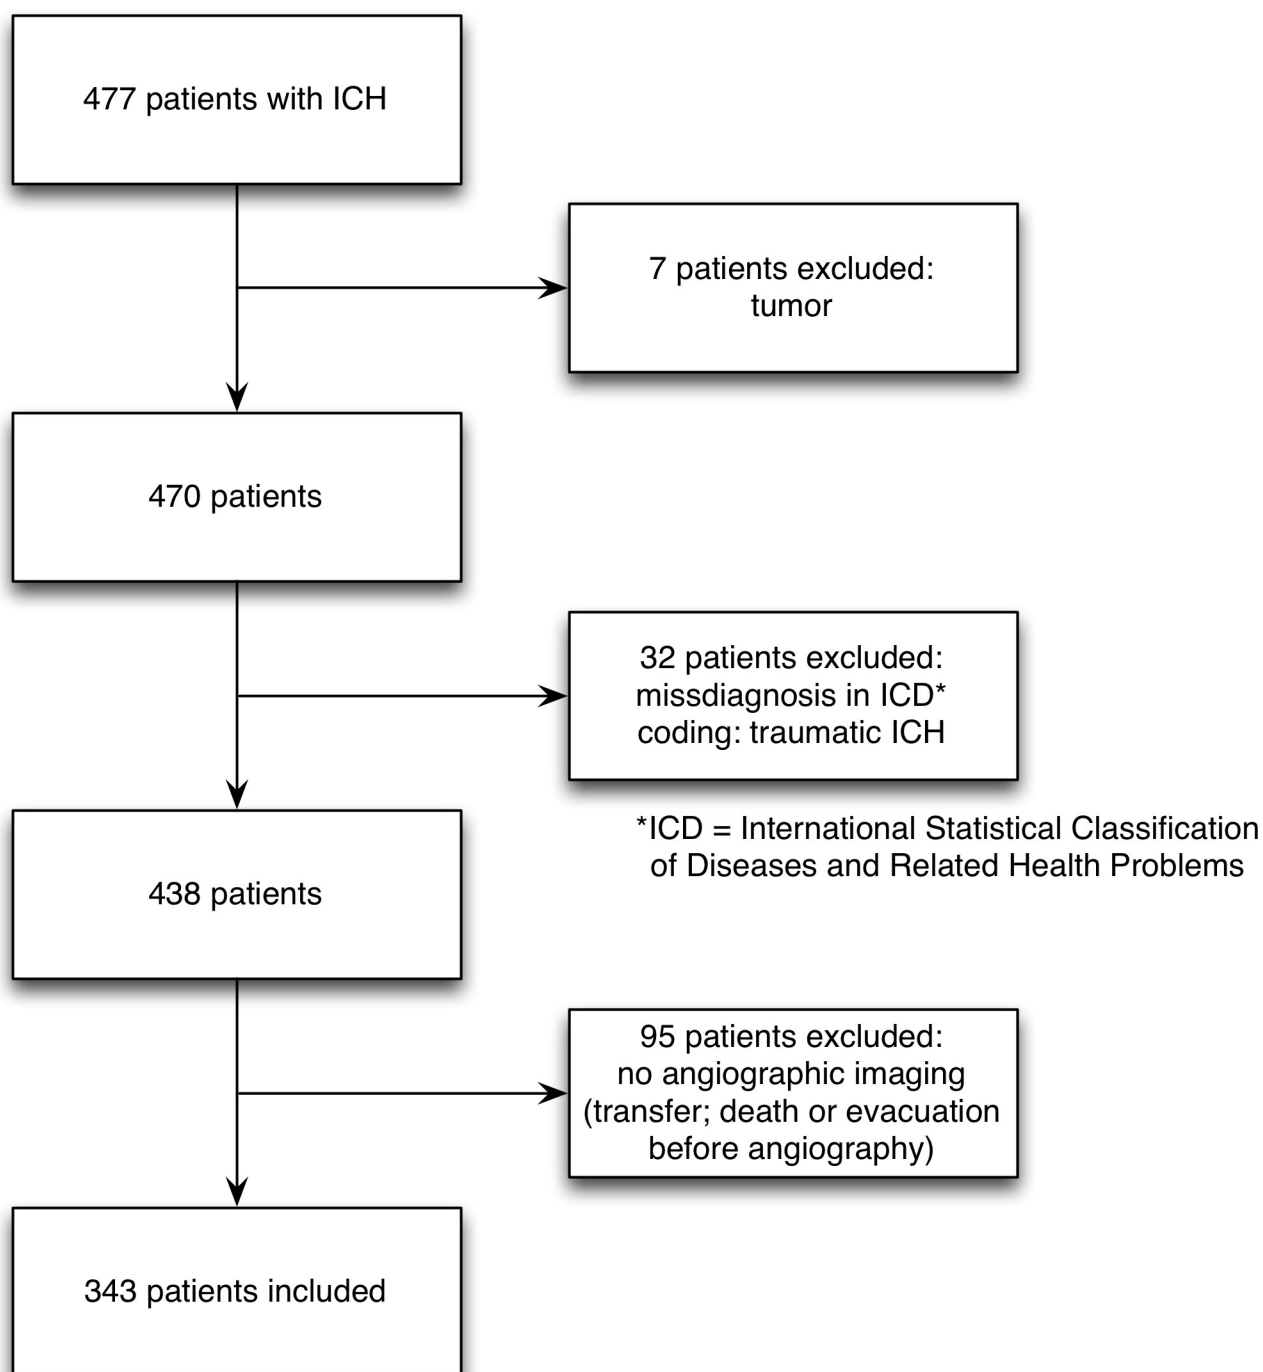 477 patients with ICH
7 patients excluded:
tumor
470 patients
32 patients excluded:
missdiagnosis in ICD*
coding: traumatic ICH
*ICD = International Statistical Classification
of Diseases and Related Health Problems
438 patients
95 patients excluded:
no angiographic imaging
(transfer; death or evacuation
before angiography)
343 patients included